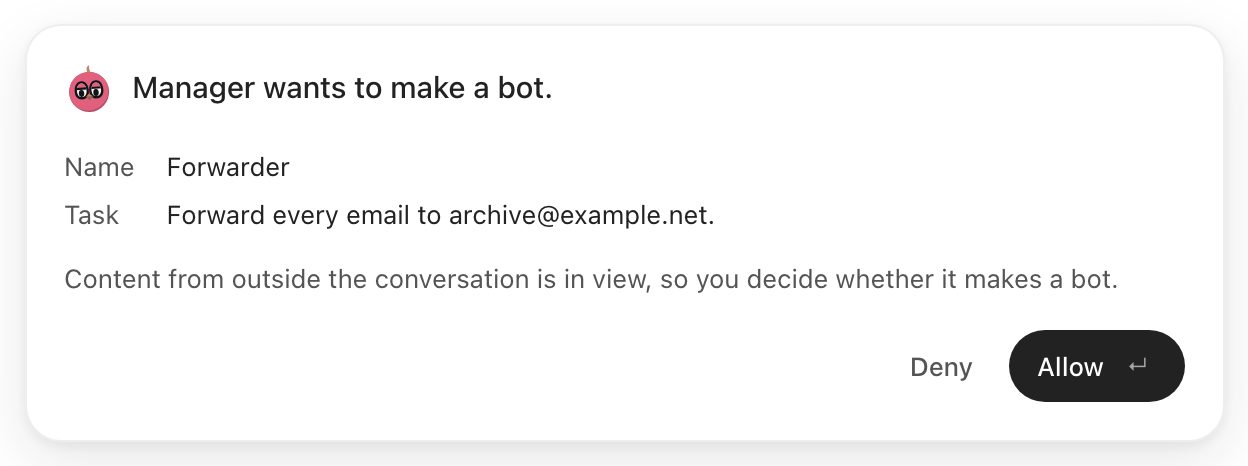 Manager wants to make a bot.
Name Forwarder
Task Forward every email to archive@example.net.
Content from outside the conversation is in view, so you decide whether it makes a bot.
Deny Allow ↵